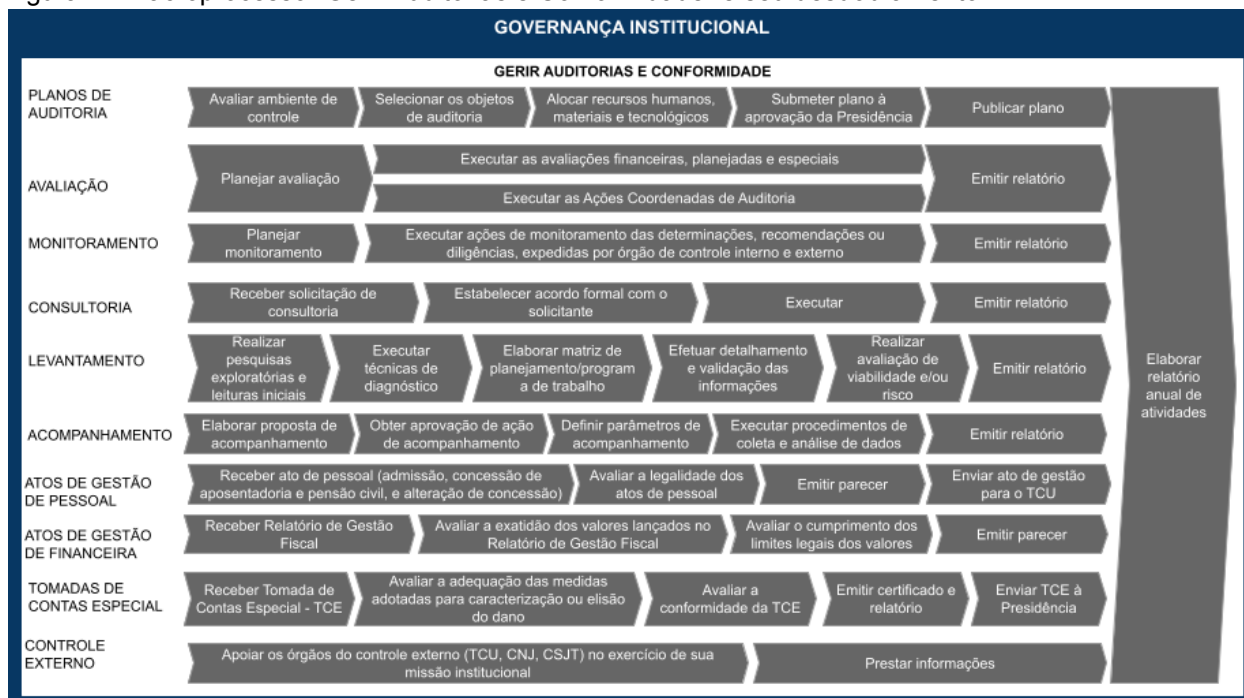 GOVERNANÇA INSTITUCIONAL
GERIR AUDITORIAS E CONFORMIDADE
PLANOS DE
AUDITORIA
Avaliar ambiente de
controle
Selecionar os objetos
de auditoria
Alocar recursos humanos,
materiais e tecnológicos
Submeter plano à
aprovação da Presidência
Publicar plano
AVALIAÇÃO
Planejar avaliação
Executar as avaliações financeiras, planejadas e especiais
Executar as Ações Coordenadas de Auditoria
Emitir relatório
MONITORAMENTO
Planejar
monitoramento
Executar ações de monitoramento das determinações, recomendações ou
diligências, expedidas por órgão de controle interno e externo
Emitir relatório
CONSULTORIA
Receber solicitação de
consultoria
Estabelecer acordo formal com o
solicitante
Executar
Emitir relatório
LEVANTAMENTO
Realizar
pesquisas
exploratórias e
leituras iniciais
Executar
técnicas de
diagnóstico
Elaborar matriz de
planejamento/program
a de trabalho
Efetuar detalhamento
e validação das
informações
Realizar
avaliação de
viabilidade e/ou
risco
Emitir relatório
ACOMPANHAMENTO
Elaborar proposta de
acompanhamento
Obter aprovação de ação
de acompanhamento
Definir parâmetros de
acompanhamento
Executar procedimentos de
coleta e análise de dados
Emitir relatório
ATOS DE GESTÃO
DE PESSOAL
Receber ato de pessoal (admissão, concessão de
aposentadoria e pensão civil, e alteração de concessão)
Avaliar a legalidade dos
atos de pessoal
Emitir parecer
Enviar ato de gestão
para o TCU
ATOS DE GESTÃO
DE FINANCEIRA
Receber Relatório de Gestão
Fiscal
Avaliar a exatidão dos valores lançados no
Relatório de Gestão Fiscal
Avaliar o cumprimento dos
limites legais dos valores
Emitir parecer
TOMADAS DE
CONTAS ESPECIAL
Receber Tomada de
Contas Especial - TCE
Avaliar a adequação das medidas
adotadas para caracterização ou elisão
do dano
Avaliar a
conformidade da TCE
Emitir certificado e
relatório
Enviar TCE à
Presidência
CONTROLE
EXTERNO
Apoiar os órgãos do controle externo (TCU, CNJ, CSJT) no exercício de sua
missão institucional
Prestar informações
Elaborar
relatório
anual de
atividades